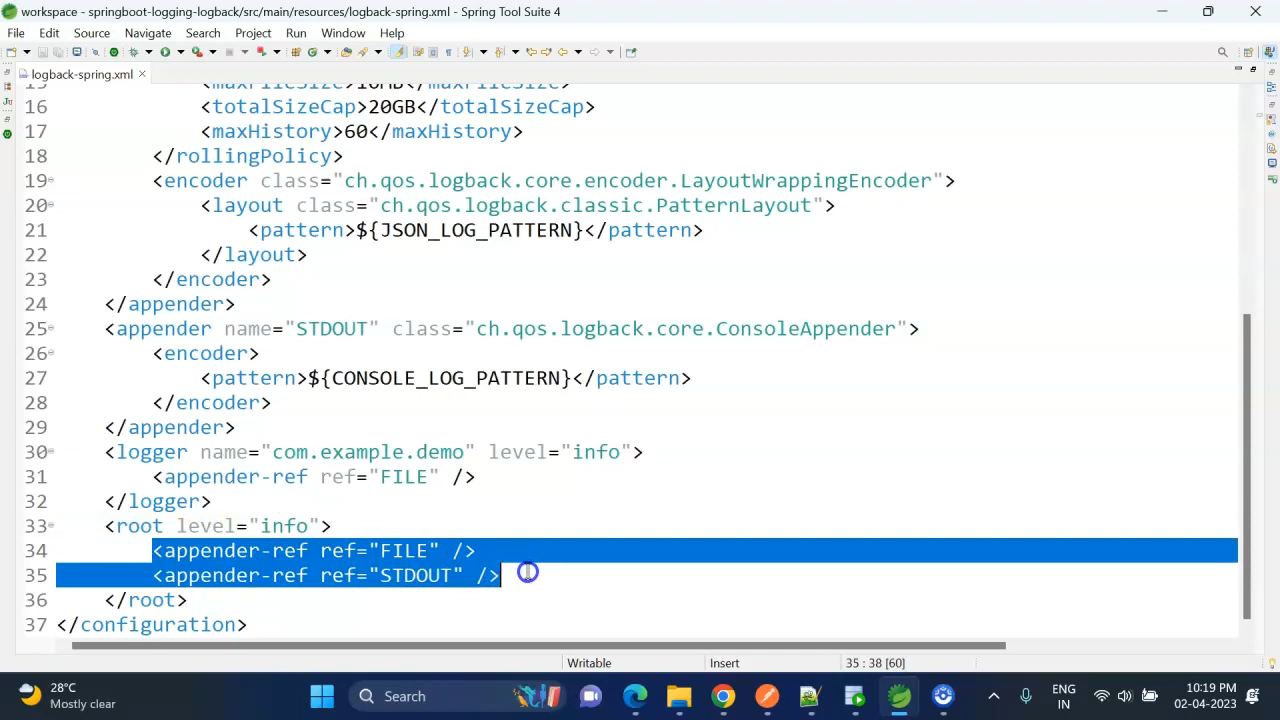 workspace - springboot-logging-logback/src/main/resources/logback-spring.xml - Spring Tool Suite 4
File Edit Source Navigate Search Project Run Window Help
logback-spring.xml
15 <maxFileSize>10MB</maxFileSize>
16 <totalSizeCap>20GB</totalSizeCap>
17 <maxHistory>60</maxHistory>
18 </rollingPolicy>
19 <encoder class="ch.qos.logback.core.encoder.LayoutWrappingEncoder">
20 <layout class="ch.qos.logback.classic.PatternLayout">
21 <pattern>${JSON_LOG_PATTERN}</pattern>
22 </layout>
23 </encoder>
24 </appender>
25 <appender name="STDOUT" class="ch.qos.logback.core.ConsoleAppender">
26 <encoder>
27 <pattern>${CONSOLE_LOG_PATTERN}</pattern>
28 </encoder>
29 </appender>
30 <logger name="com.example.demo" level="info">
31 <appender-ref ref="FILE" />
32 </logger>
33 <root level="info">
34 <appender-ref ref="FILE" />
35 <appender-ref ref="STDOUT" />
36 </root>
37 </configuration>
Writable Insert 35 : 38 [60]
28°C
Mostly clear
Search
ENG
IN
10:19 PM
02-04-2023